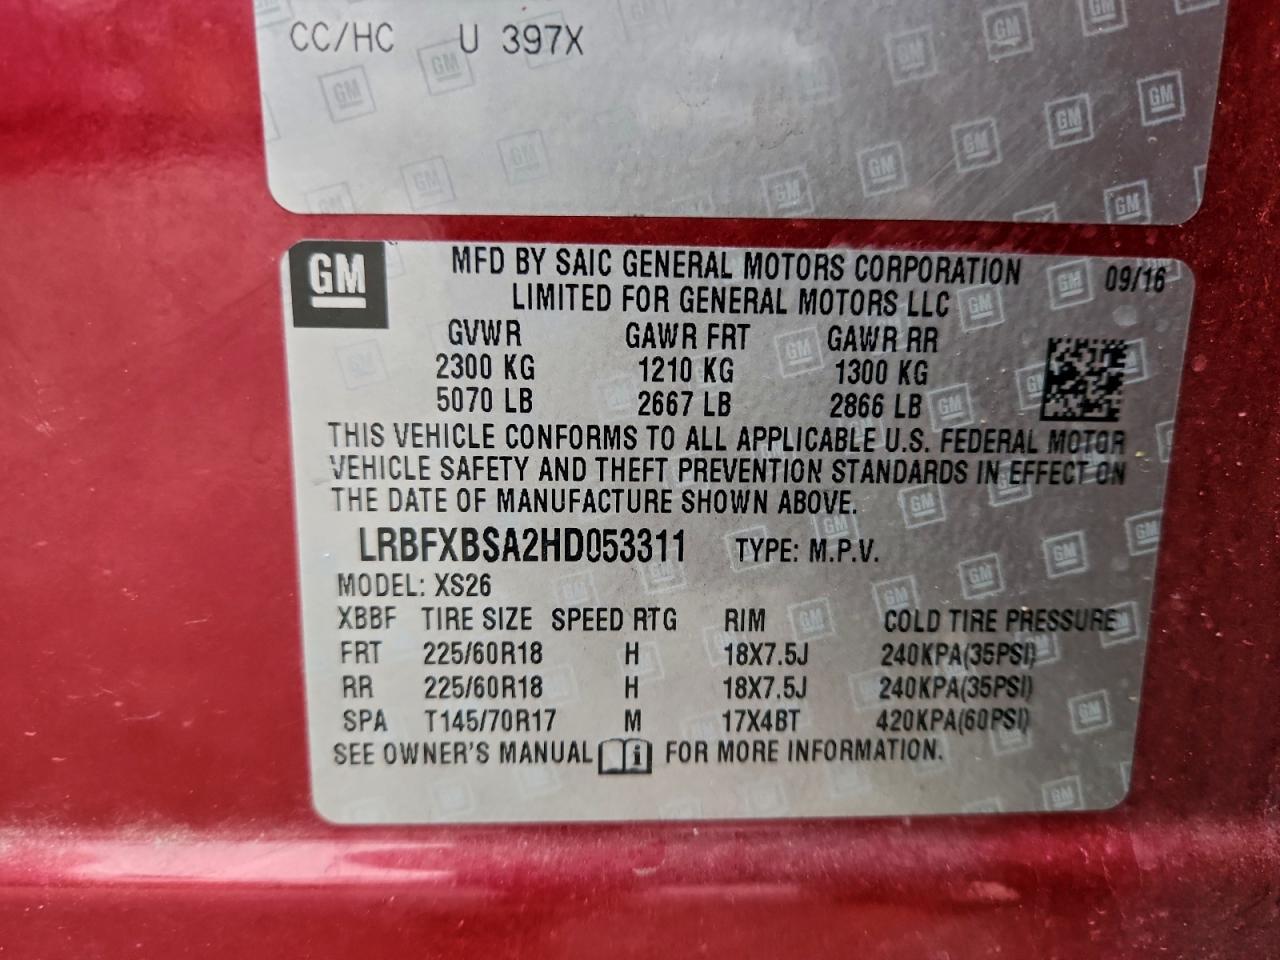 CC/HC U 397X
GM
MFD BY SAIC GENERAL MOTORS CORPORATION 09/16
LIMITED FOR GENERAL MOTORS LLC
GVWR GAWR FRT GAWR RR
2300 KG 1210 KG 1300 KG
5070 LB 2667 LB 2866 LB
THIS VEHICLE CONFORMS TO ALL APPLICABLE U.S. FEDERAL MOTOR
VEHICLE SAFETY AND THEFT PREVENTION STANDARDS IN EFFECT ON
THE DATE OF MANUFACTURE SHOWN ABOVE.
LRBFXBSA2HD053311 TYPE: M.P.V.
MODEL: XS26
XBBF TIRE SIZE SPEED RTG RIM COLD TIRE PRESSURE
FRT 225/60R18 H 18X7.5J 240KPA(35PSI)
RR 225/60R18 H 18X7.5J 240KPA(35PSI)
SPA T145/70R17 M 17X4BT 420KPA(60PSI)
SEE OWNER'S MANUAL i FOR MORE INFORMATION.